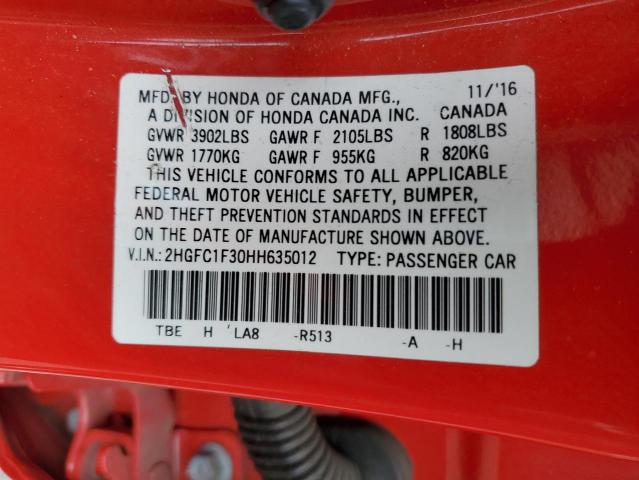 MFD. BY HONDA OF CANADA MFG., 11/'16
A DIVISION OF HONDA CANADA INC. CANADA
GVWR 3902LBS GAWR F 2105LBS R 1808LBS
GVWR 1770KG GAWR F 955KG R 820KG
THIS VEHICLE CONFORMS TO ALL APPLICABLE
FEDERAL MOTOR VEHICLE SAFETY, BUMPER,
AND THEFT PREVENTION STANDARDS IN EFFECT
ON THE DATE OF MANUFACTURE SHOWN ABOVE.
V.I.N.: 2HGFC1F30HH635012 TYPE: PASSENGER CAR
TBE H 'LA8 -R513 -A -H